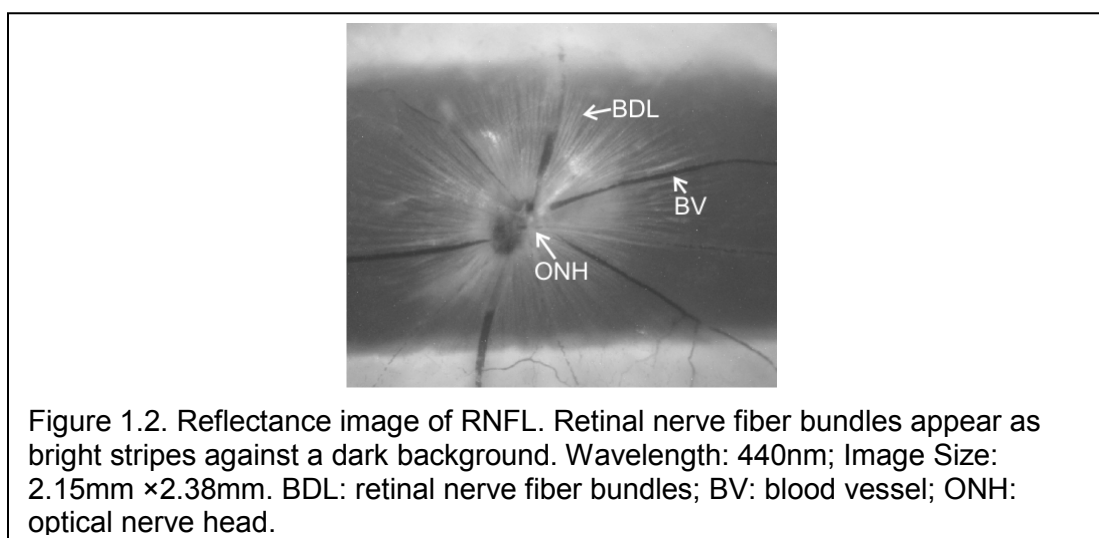 BDL
BV
ONH
Figure 1.2. Reflectance image of RNFL. Retinal nerve fiber bundles appear as
bright stripes against a dark background. Wavelength: 440nm; Image Size:
2.15mm ×2.38mm. BDL: retinal nerve fiber bundles; BV: blood vessel; ONH:
optical nerve head.